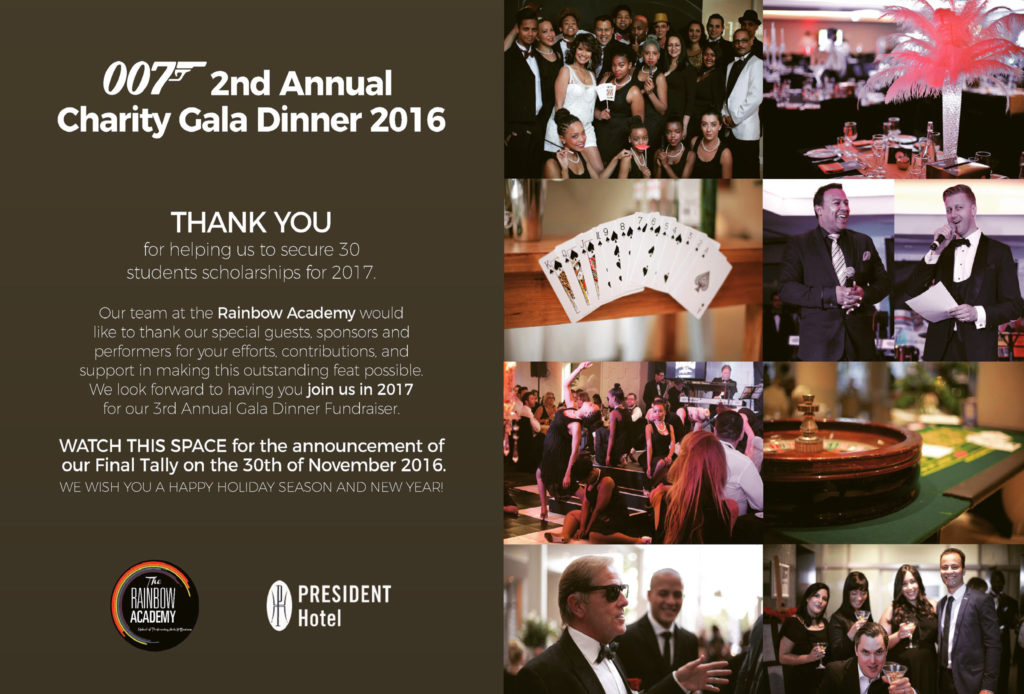 007 2nd Annual
Charity Gala Dinner 2016
THANK YOU
for helping us to secure 30
students scholarships for 2017.
Our team at the Rainbow Academy would
like to thank our special guests, sponsors and
performers for your efforts, contributions, and
support in making this outstanding feat possible.
We look forward to having you join us in 2017
for our 3rd Annual Gala Dinner Fundraiser.
WATCH THIS SPACE for the announcement of
our Final Tally on the 30th of November 2016.
WE WISH YOU A HAPPY HOLIDAY SEASON AND NEW YEAR!
The
RAINBOW
ACADEMY
PRESIDENT
Hotel